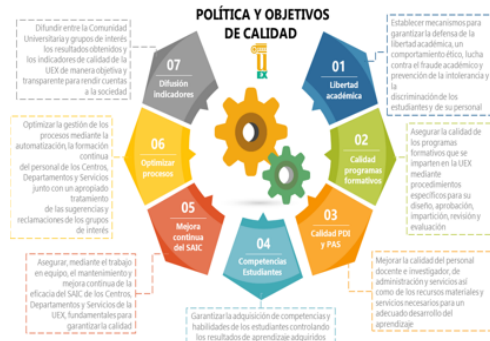 POLÍTICA Y OBJETIVOS
DE CALIDAD
UEX
01
Libertad
académica
Establecer mecanismos para
garantizar la defensa de la
libertad académica, un
comportamiento ético, lucha
contra el fraude académico y
prevención de la intolerancia y
la
discriminación de los
estudiantes y de su personal
02
Calidad
programas
formativos
Asegurar la calidad de
los programas
formativos que se
imparten en la UEX
mediante
procedimientos
específicos para su
diseño, aprobación,
impartición, revisión y
evaluación
03
Calidad PDI
y PAS
Mejorar la calidad del personal
docente e investigador, de
administración y servicios así
como de los recursos materiales y
servicios necesarios para un
adecuado desarrollo del
aprendizaje
04
Competencias
Estudiantes
Garantizar la adquisición de competencias y
habilidades de los estudiantes controlando
los resultados de aprendizaje adquiridos
05
Mejora
continua
del SAIC
Asegurar, mediante el trabajo
en equipo, el mantenimiento y
mejora continua de la
eficacia del SAIC de los Centros,
Departamentos y Servicios de la
UEX, fundamentales para
garantizar la calidad
06
Optimizar
procesos
Optimizar la gestión de los
procesos mediante la
automatización, la formación
continua
del personal de los Centros,
Departamentos y Servicios
junto con un apropiado
tratamiento
de las sugerencias y
reclamaciones de los grupos
de interés
07
Difusión
indicadores
Difundir entre la Comunidad
Universitaria y grupos de interés
los resultados obtenidos y
los indicadores de calidad de la
UEX de manera objetiva y
transparente para rendir cuentas
a la sociedad